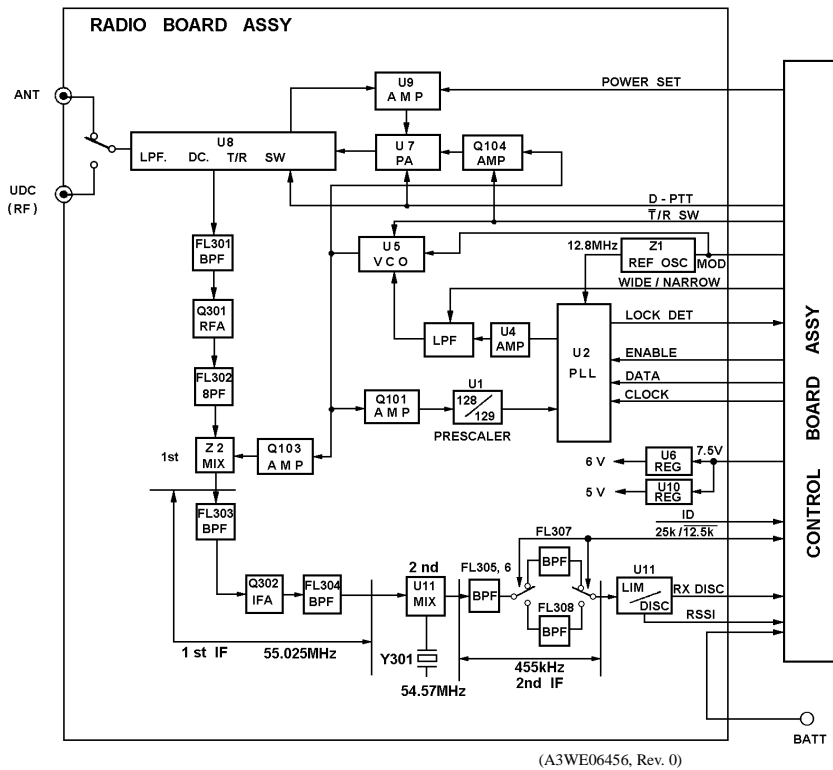 RADIO BOARD ASSY
ANT
UDC
(RF)
U9
AMP
POWER SET
U8
LPF. DC. T/R SW
U7
PA
Q104
AMP
D-PTT
T̅/R SW
U5
VCO
12.8MHz
Z1
REF OSC
MOD
WIDE / NARROW
FL301
BPF
Q301
RFA
LPF
U4
AMP
U2
PLL
LOCK DET
ENABLE
DATA
CLOCK
FL302
8PF
Q101
AMP
U1
128/129
PRESCALER
1st
Z2
MIX
Q103
AMP
6 V
U6
REG
7.5V
5 V
U10
REG
CONTROL BOARD ASSY
FL303
BPF
ID
25k/1̅2̅.̅5̅k̅
FL307
BPF
Q302
IFA
FL304
BPF
2 nd
U11
MIX
FL305, 6
BPF
FL308
BPF
U11
LIM/DISC
RX DISC
RSSI
1 st IF
55.025MHz
Y301
54.57MHz
455kHz
2nd IF
BATT
(A3WE06456, Rev. 0)